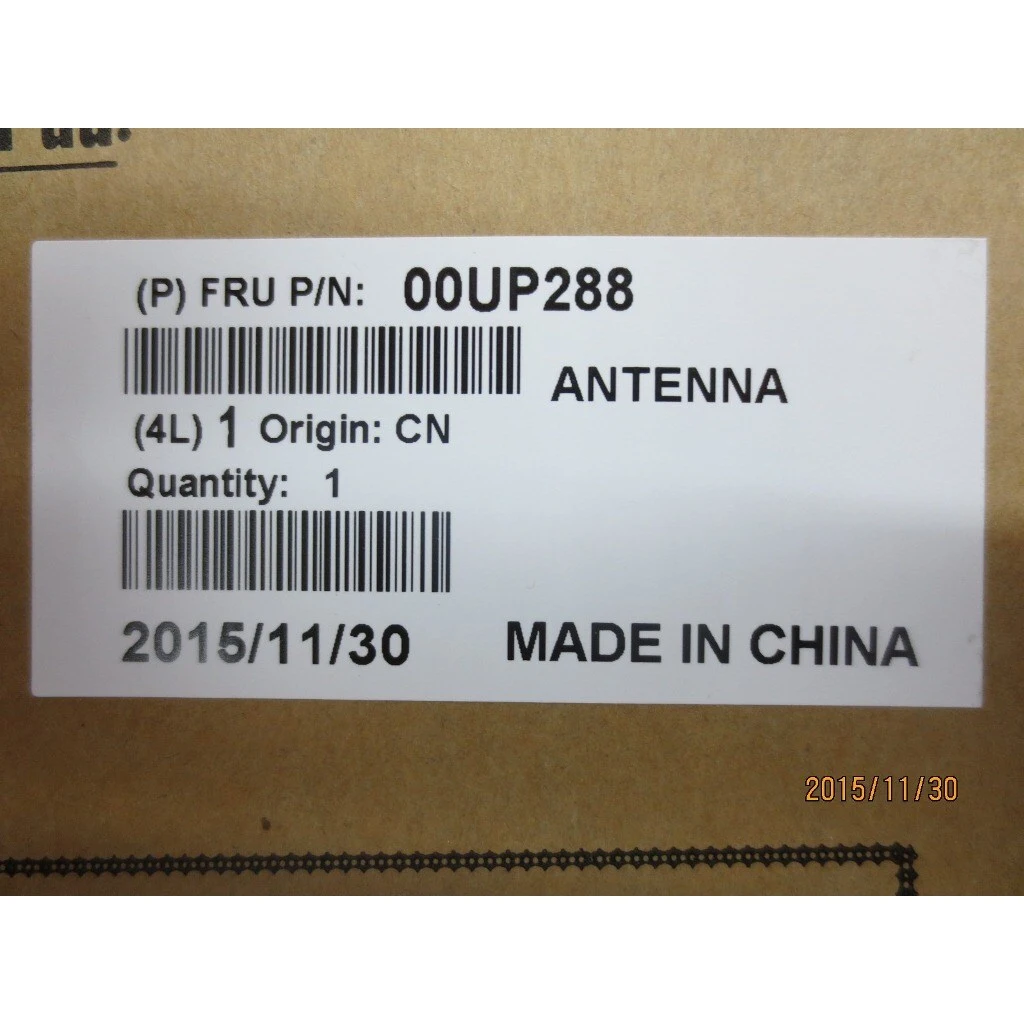 (P) FRU P/N: 00UP288
ANTENNA
(4L) 1 Origin: CN
Quantity: 1
2015/11/30 MADE IN CHINA
2015/11/30